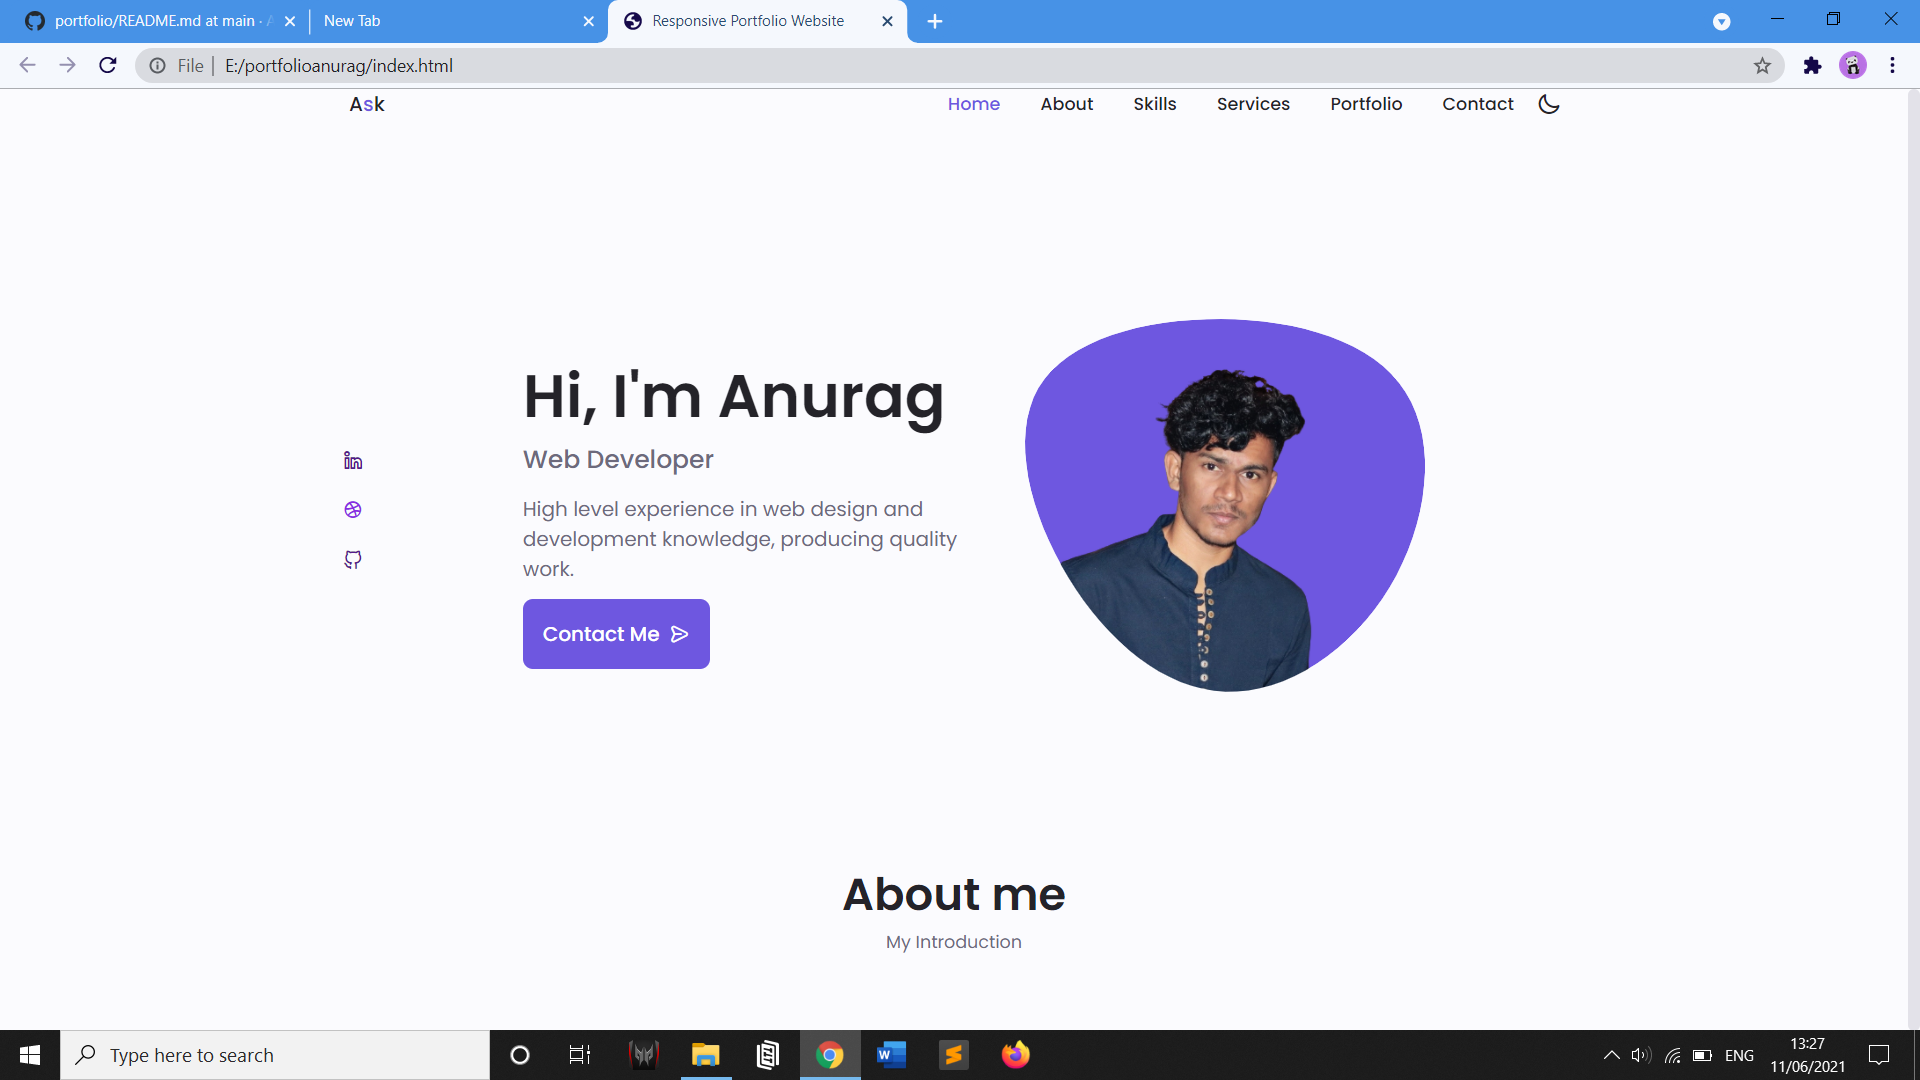 portfolio/README.md at main ·
New Tab
Responsive Portfolio Website
File
E:/portfolioanurag/index.html
Ask
Home
About
Skills
Services
Portfolio
Contact
Hi, I'm Anurag
Web Developer
High level experience in web design and
development knowledge, producing quality
work.
Contact Me
About me
My Introduction
Type here to search
W
ENG
13:27
11/06/2021